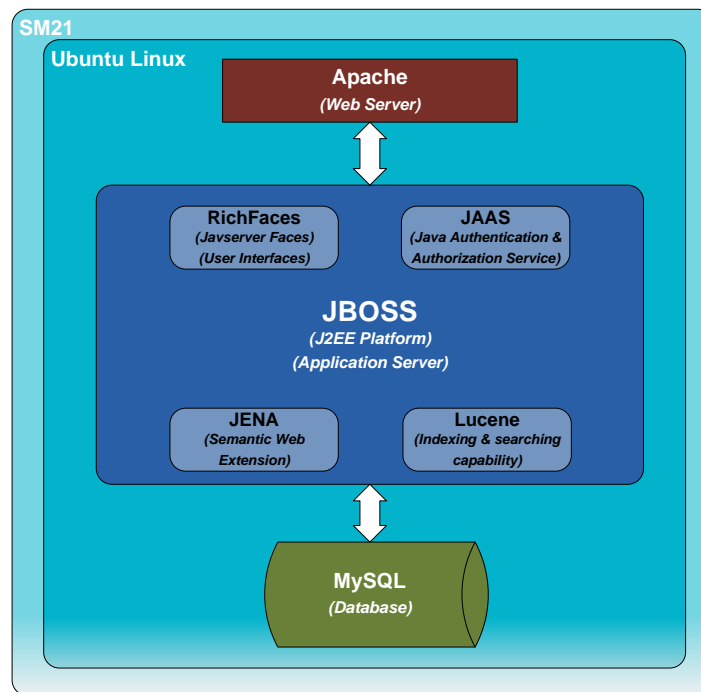 SM21
Ubuntu Linux
Apache
(Web Server)
RichFaces
(Javserver Faces)
(User Interfaces)
JAAS
(Java Authentication &
Authorization Service)
JBOSS
(J2EE Platform)
(Application Server)
JENA
(Semantic Web
Extension)
Lucene
(Indexing & searching
capability)
MySQL
(Database)